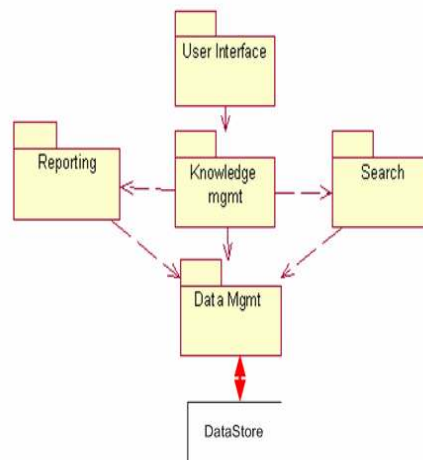 User Interface
Reporting
Knowledge
mgmt
Search
Data Mgmt
DataStore